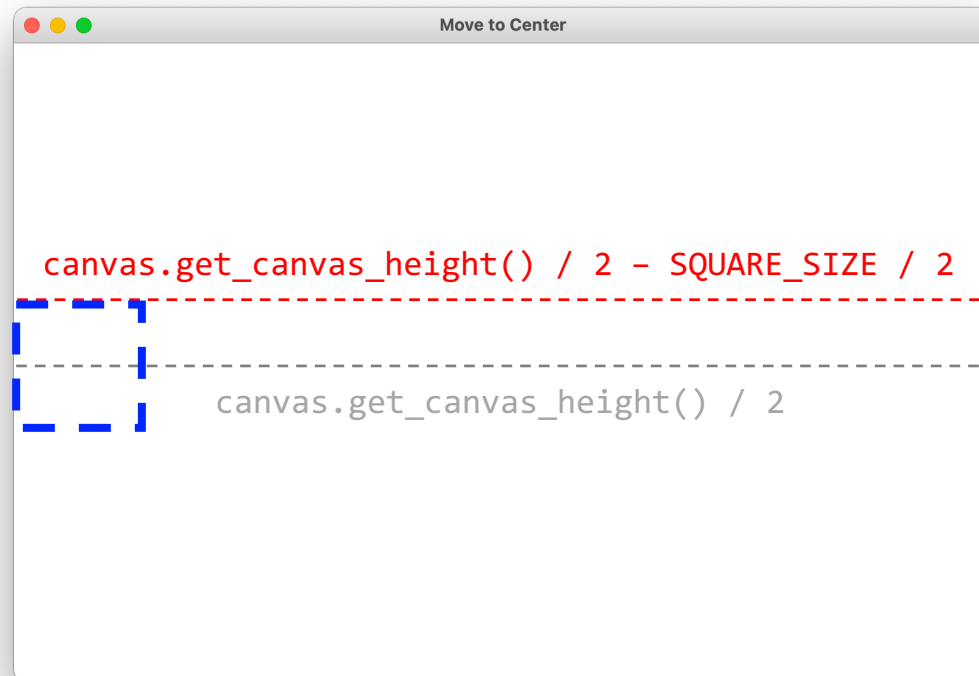 Move to Center
canvas.get_canvas_height() / 2 – SQUARE_SIZE / 2
canvas.get_canvas_height() / 2